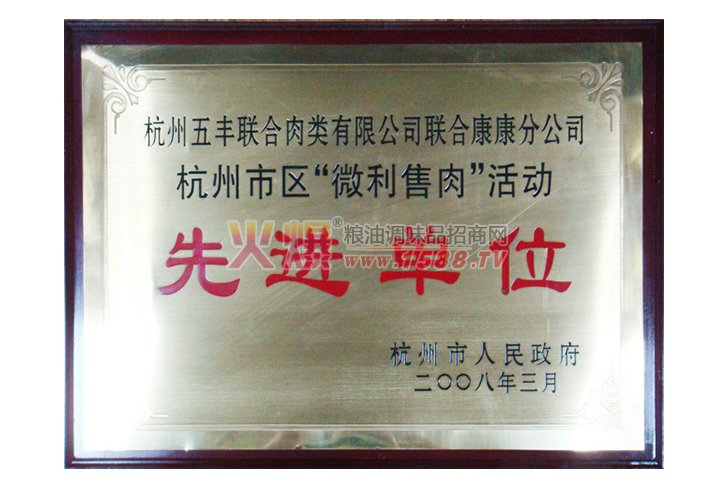 杭州五丰联合肉类有限公司联合康康分公司
杭州市区“微利售肉”活动
先进单位
火爆®粮油调味品招商网
www.1588.TV
杭州市人民政府
二〇〇八年三月